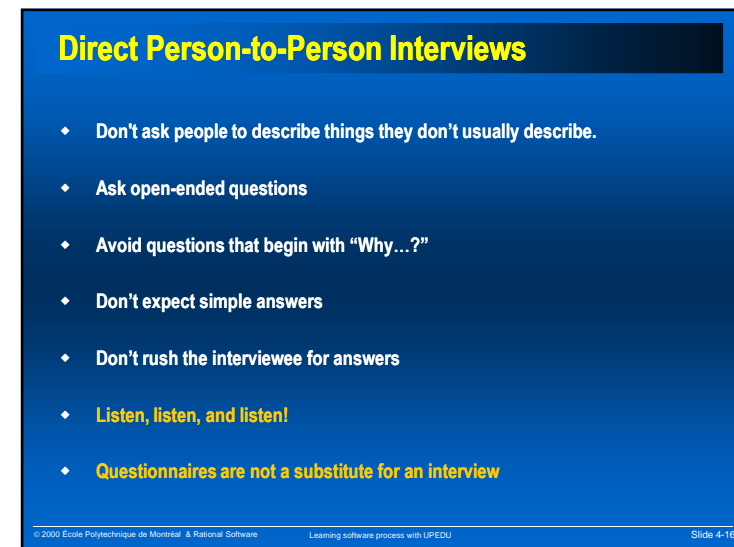 Direct Person-to-Person Interviews
Don't ask people to describe things they don’t usually describe.
Ask open-ended questions
Avoid questions that begin with “Why…?”
Don’t expect simple answers
Don’t rush the interviewee for answers
Listen, listen, and listen!
Questionnaires are not a substitute for an interview
© 2000 École Polytechnique de Montréal & Rational Software Learning software process with UPEDU Slide 4-16